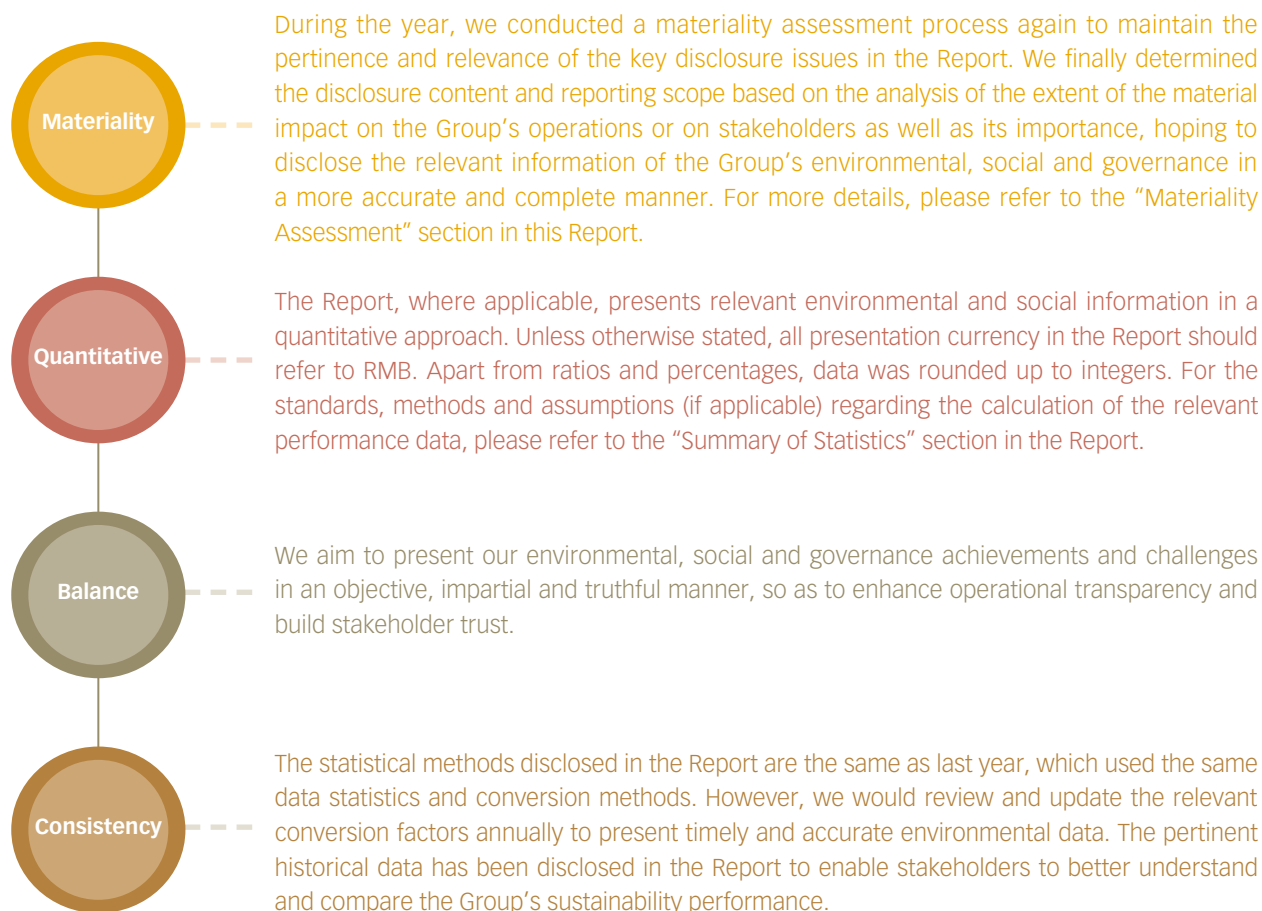 Materiality
During the year, we conducted a materiality assessment process again to maintain the
pertinence and relevance of the key disclosure issues in the Report. We finally determined
the disclosure content and reporting scope based on the analysis of the extent of the material
impact on the Group’s operations or on stakeholders as well as its importance, hoping to
disclose the relevant information of the Group’s environmental, social and governance in
a more accurate and complete manner. For more details, please refer to the “Materiality
Assessment” section in this Report.
Quantitative
The Report, where applicable, presents relevant environmental and social information in a
quantitative approach. Unless otherwise stated, all presentation currency in the Report should
refer to RMB. Apart from ratios and percentages, data was rounded up to integers. For the
standards, methods and assumptions (if applicable) regarding the calculation of the relevant
performance data, please refer to the “Summary of Statistics” section in the Report.
Balance
We aim to present our environmental, social and governance achievements and challenges
in an objective, impartial and truthful manner, so as to enhance operational transparency and
build stakeholder trust.
Consistency
The statistical methods disclosed in the Report are the same as last year, which used the same
data statistics and conversion methods. However, we would review and update the relevant
conversion factors annually to present timely and accurate environmental data. The pertinent
historical data has been disclosed in the Report to enable stakeholders to better understand
and compare the Group’s sustainability performance.